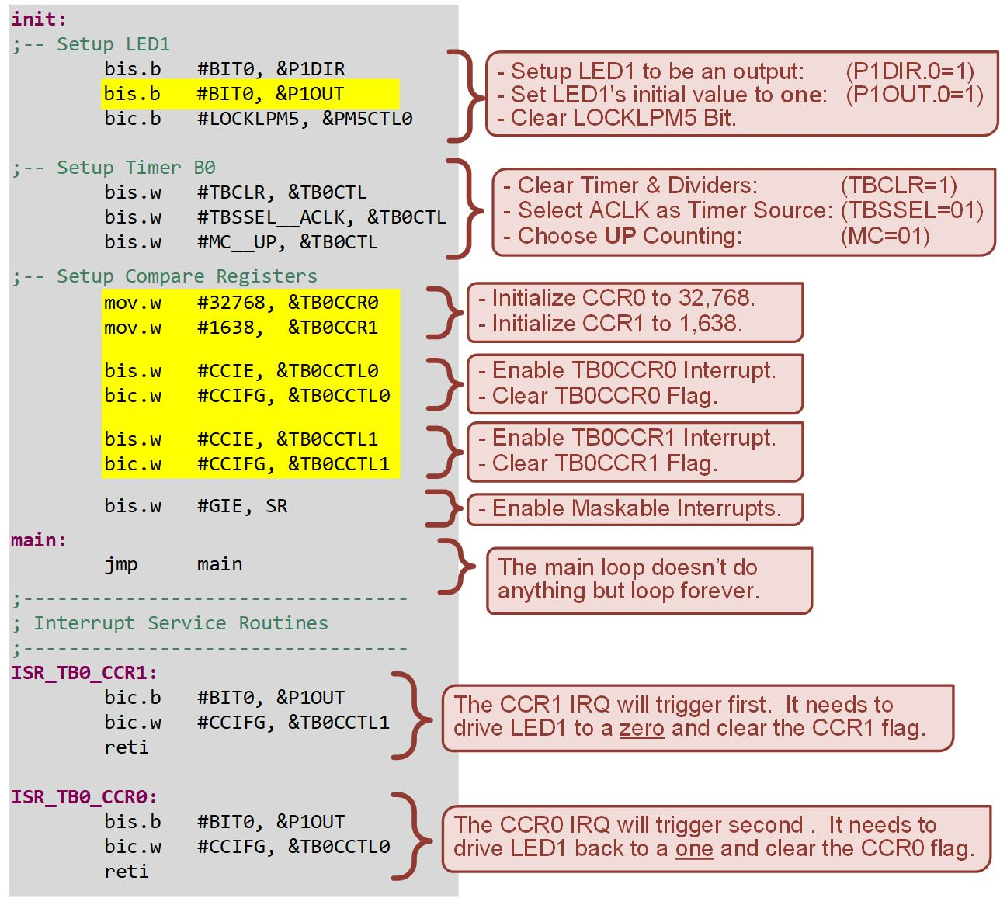 init:
;-- Setup LED1
bis.b #BIT0, &P1DIR
bis.b #BIT0, &P1OUT
bic.b #LOCKLPM5, &PM5CTL0
- Setup LED1 to be an output: (P1DIR.0=1)
- Set LED1's initial value to one: (P1OUT.0=1)
- Clear LOCKLPM5 Bit.
;-- Setup Timer B0
bis.w #TBCLR, &TB0CTL
bis.w #TBSSEL__ACLK, &TB0CTL
bis.w #MC__UP, &TB0CTL
- Clear Timer & Dividers: (TBCLR=1)
- Select ACLK as Timer Source: (TBSSEL=01)
- Choose UP Counting: (MC=01)
;-- Setup Compare Registers
mov.w #32768, &TB0CCR0
mov.w #1638, &TB0CCR1
- Initialize CCR0 to 32,768.
- Initialize CCR1 to 1,638.
bis.w #CCIE, &TB0CCTL0
bic.w #CCIFG, &TB0CCTL0
- Enable TB0CCR0 Interrupt.
- Clear TB0CCR0 Flag.
bis.w #CCIE, &TB0CCTL1
bic.w #CCIFG, &TB0CCTL1
- Enable TB0CCR1 Interrupt.
- Clear TB0CCR1 Flag.
bis.w #GIE, SR
- Enable Maskable Interrupts.
main:
jmp main
The main loop doesn't do
anything but loop forever.
;----------------------------------
; Interrupt Service Routines
;----------------------------------
ISR_TB0_CCR1:
bic.b #BIT0, &P1OUT
bic.w #CCIFG, &TB0CCTL1
reti
The CCR1 IRQ will trigger first. It needs to
drive LED1 to a zero and clear the CCR1 flag.
ISR_TB0_CCR0:
bis.b #BIT0, &P1OUT
bic.w #CCIFG, &TB0CCTL0
reti
The CCR0 IRQ will trigger second . It needs to
drive LED1 back to a one and clear the CCR0 flag.